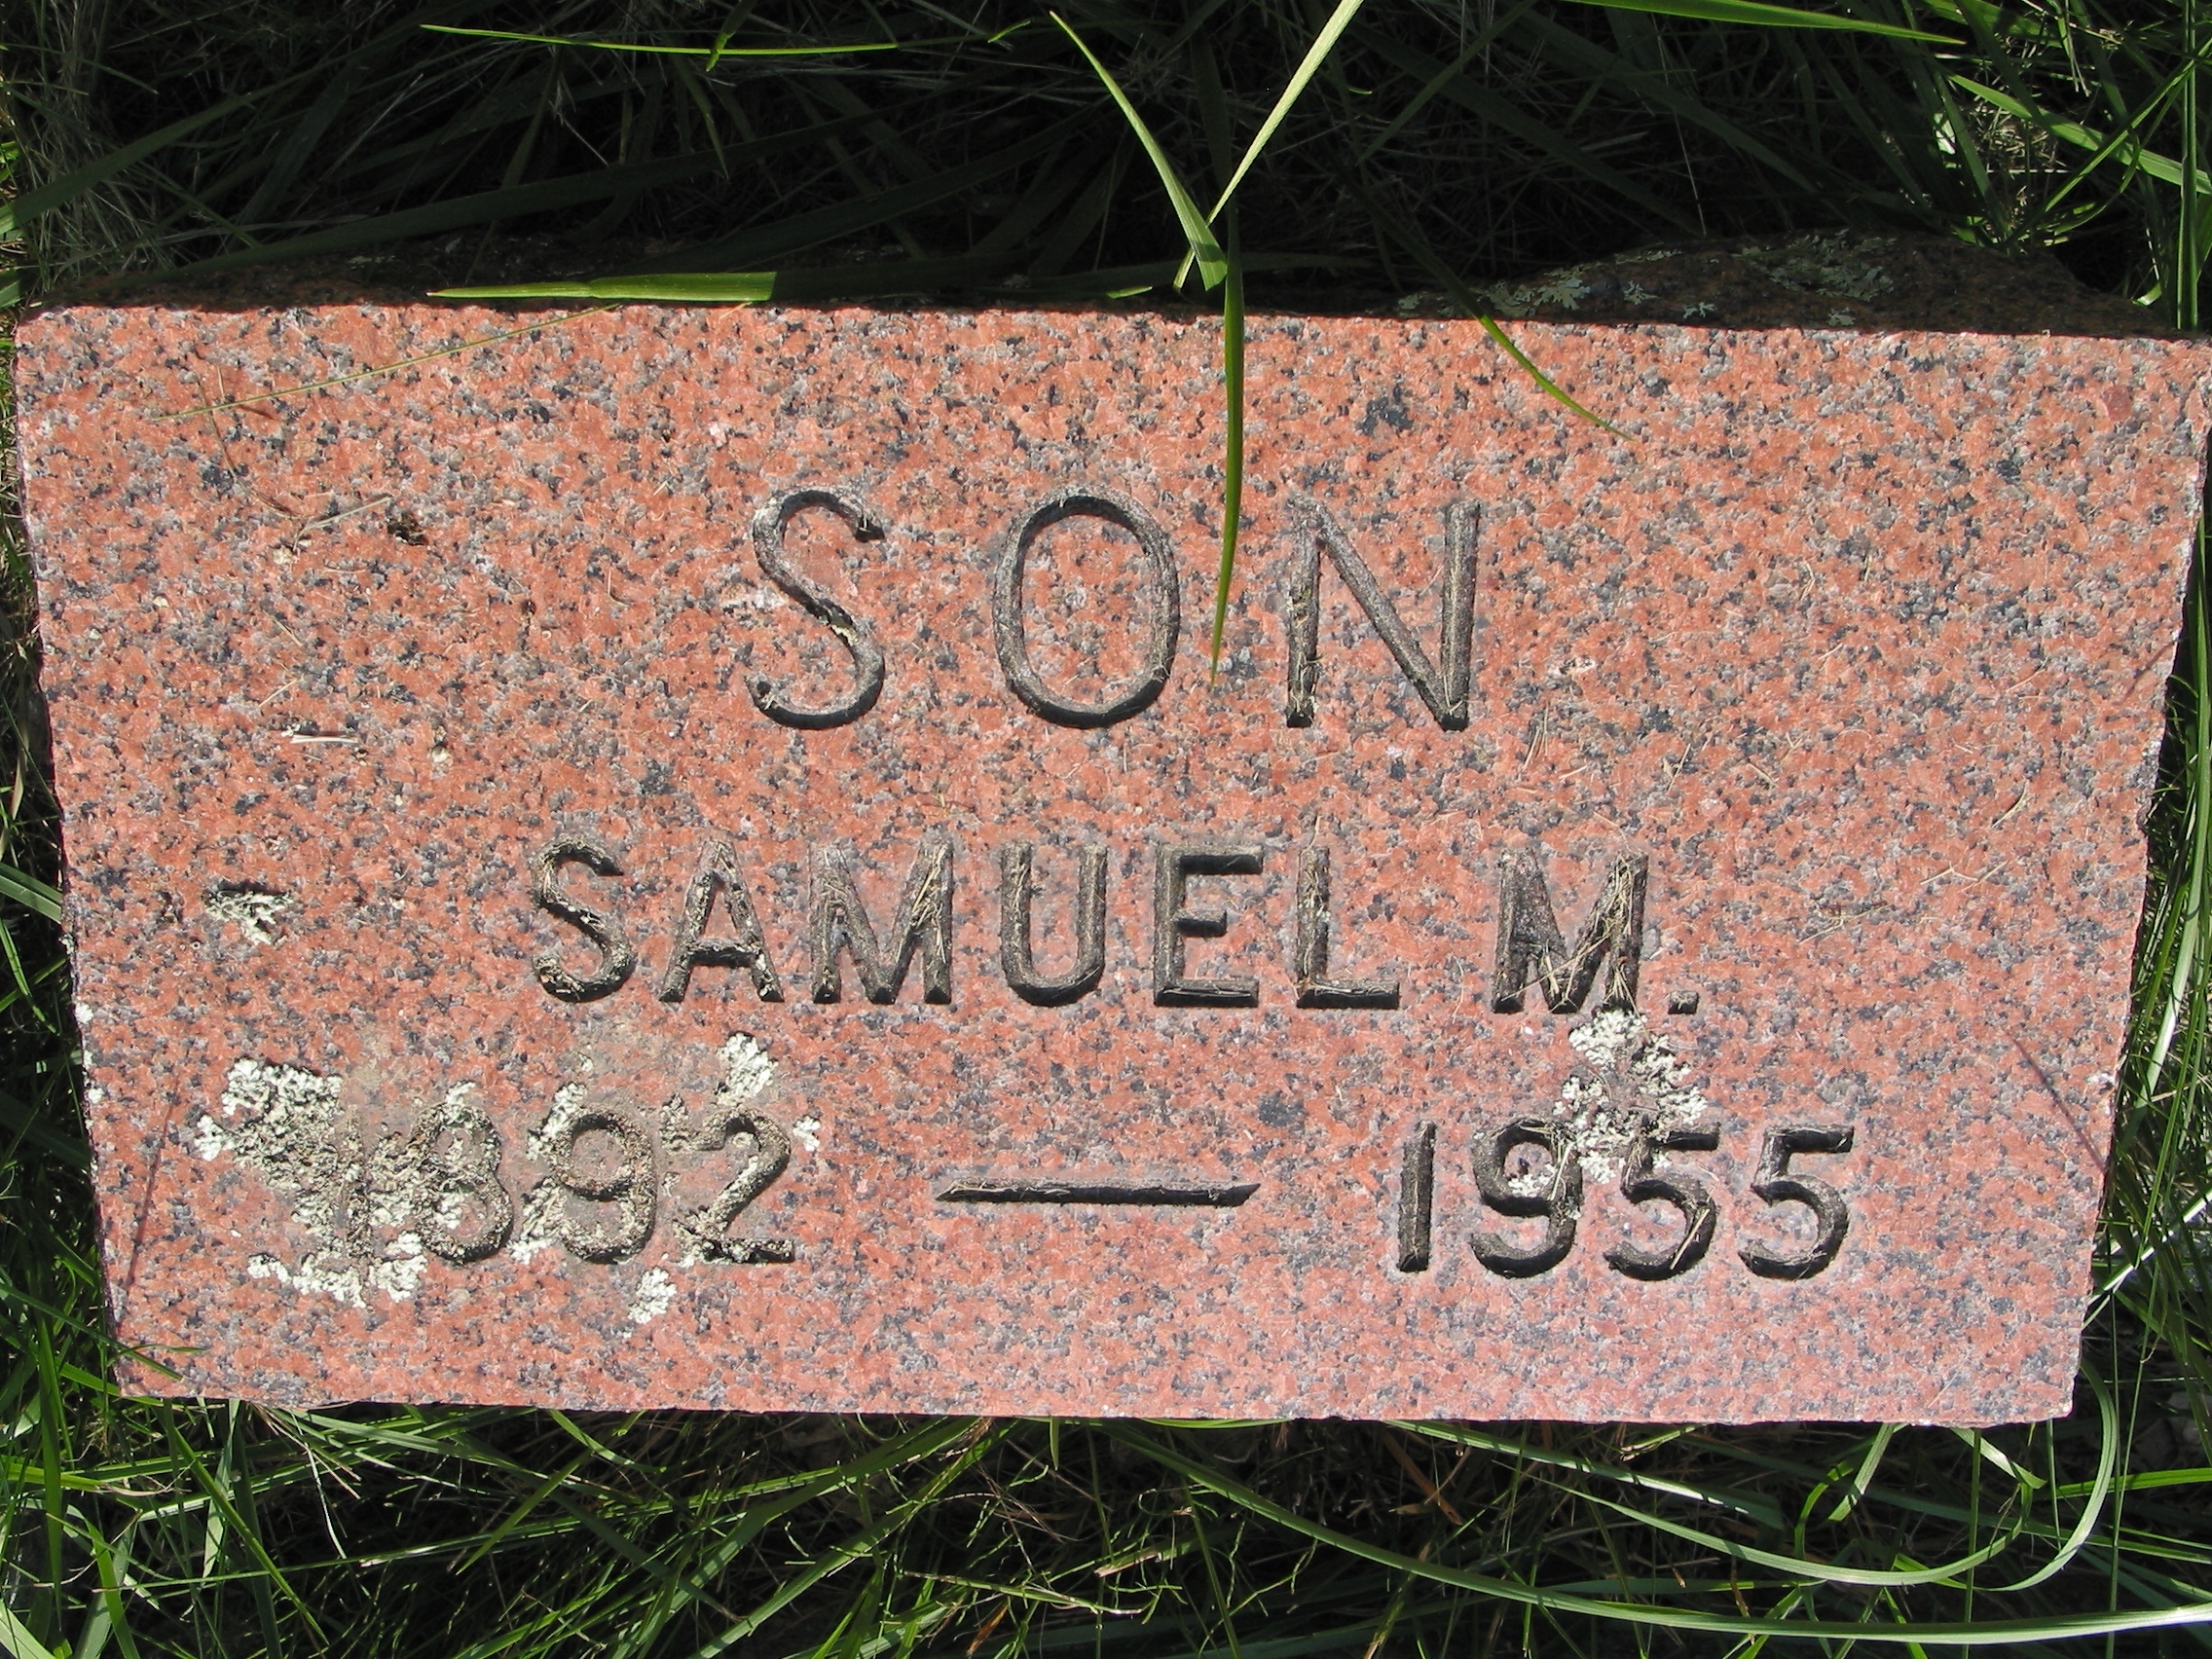 SON
SAMUEL M.
1892 — 1955